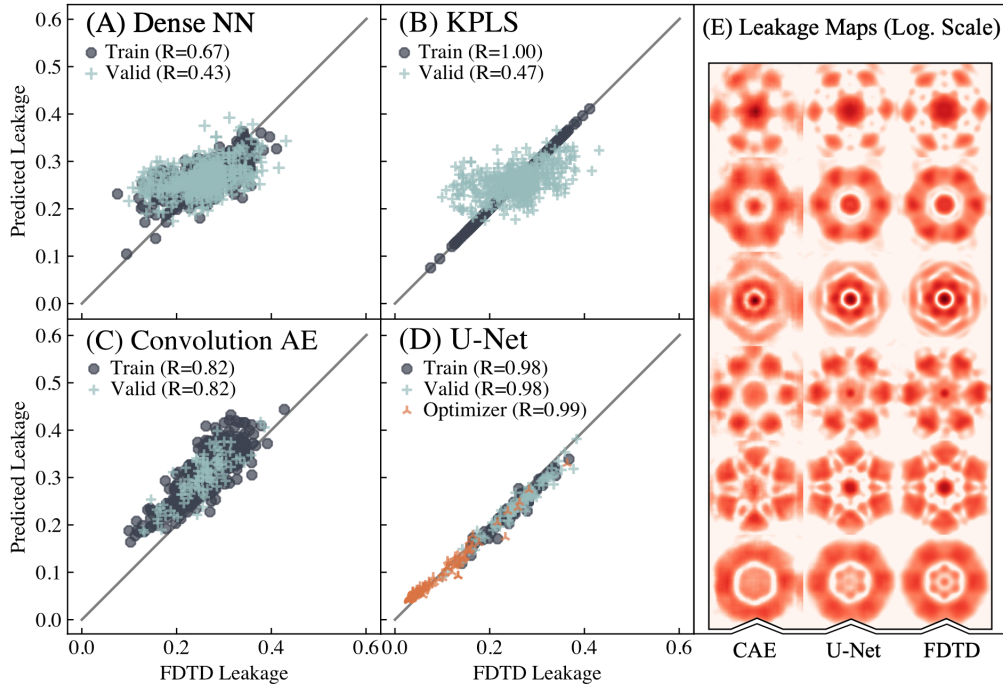 (A) Dense NN
Train (R=0.67)
Valid (R=0.43)
0.6
0.5
0.4
0.3
0.2
0.1
0.0
Predicted Leakage
(B) KPLS
Train (R=1.00)
Valid (R=0.47)
(C) Convolution AE
Train (R=0.82)
Valid (R=0.82)
0.6
0.5
0.4
0.3
0.2
0.1
0.0
Predicted Leakage
0.0
0.2
0.4
0.6
FDTD Leakage
(D) U-Net
Train (R=0.98)
Valid (R=0.98)
Optimizer (R=0.99)
0.0
0.2
0.4
0.6
FDTD Leakage
(E) Leakage Maps (Log. Scale)
CAE
U-Net
FDTD